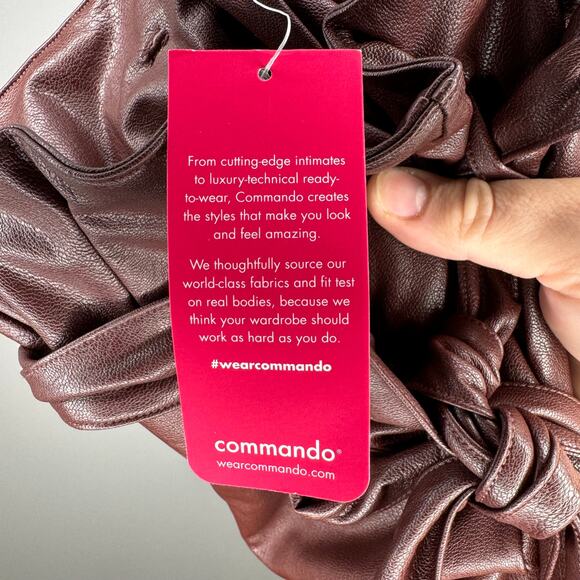 From cutting-edge intimates
to luxury-technical ready-
to-wear, Commando creates
the styles that make you look
and feel amazing.
We thoughtfully source our
world-class fabrics and fit test
on real bodies, because we
think your wardrobe should
work as hard as you do.
#wearcommando
commando®
wearcommando.com